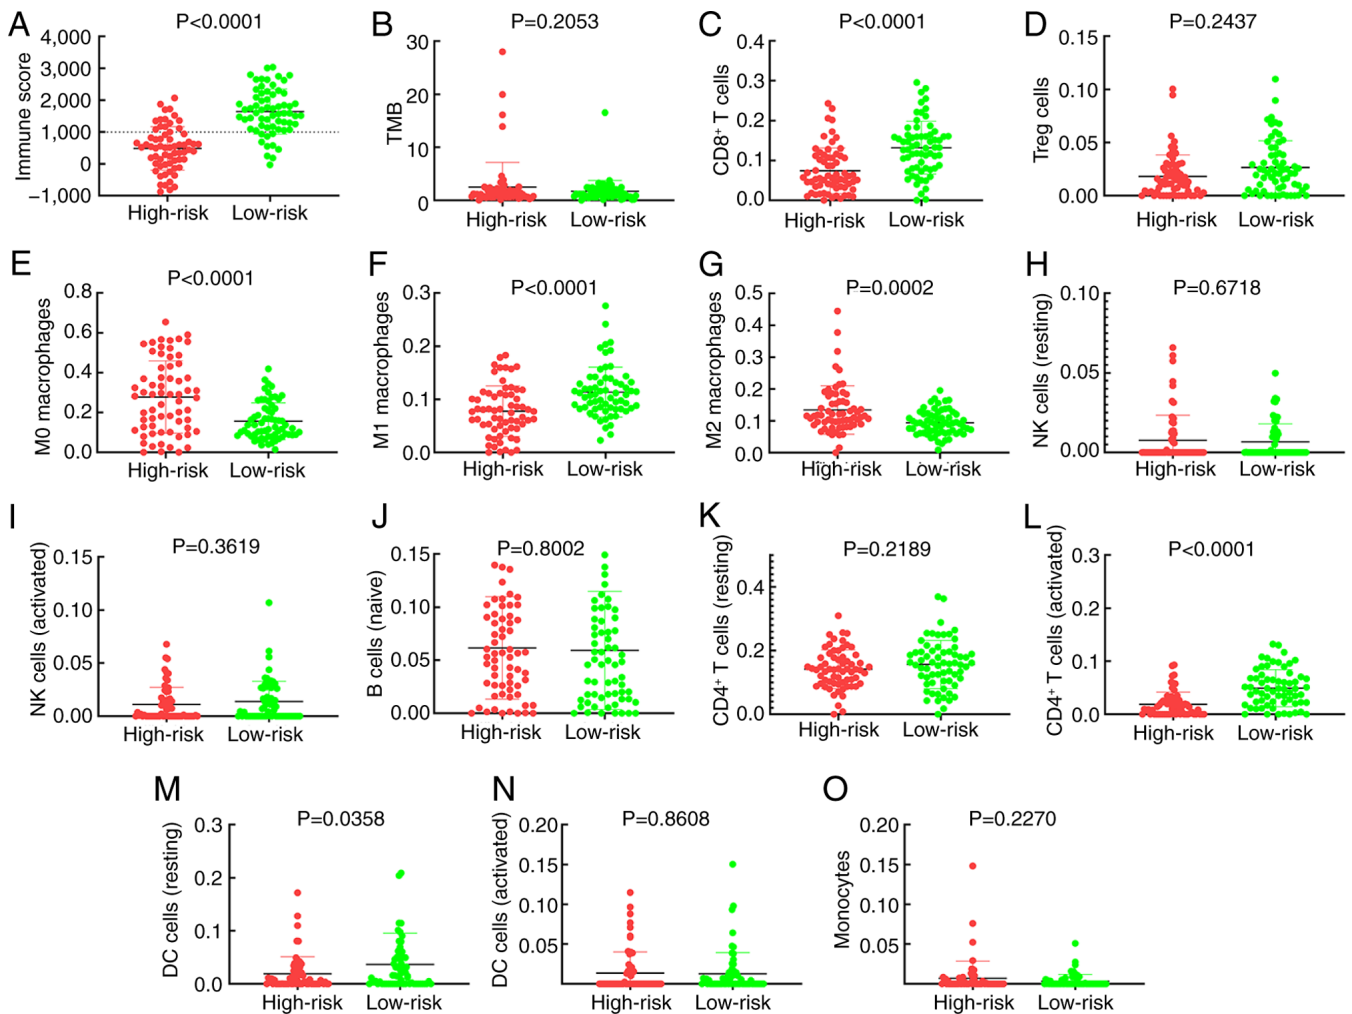 A
P<0.0001
Immune score
4,000
3,000
2,000
1,000
0
−1,000
High-risk
Low-risk
B
P=0.2053
TMB
30
20
10
0
High-risk
Low-risk
C
P<0.0001
CD8⁺ T cells
0.4
0.3
0.2
0.1
0.0
High-risk
Low-risk
D
P=0.2437
Treg cells
0.15
0.10
0.05
0.00
High-risk
Low-risk
E
P<0.0001
M0 macrophages
0.8
0.6
0.4
0.2
0.0
High-risk
Low-risk
F
P<0.0001
M1 macrophages
0.3
0.2
0.1
0.0
High-risk
Low-risk
G
P=0.0002
M2 macrophages
0.5
0.4
0.3
0.2
0.1
0.0
High-risk
Low-risk
H
P=0.6718
NK cells (resting)
0.10
0.05
0.00
High-risk
Low-risk
I
P=0.3619
NK cells (activated)
0.15
0.10
0.05
0.00
High-risk
Low-risk
J
P=0.8002
B cells (naive)
0.15
0.10
0.05
0.00
High-risk
Low-risk
K
P=0.2189
CD4⁺ T cells (resting)
0.4
0.2
0.0
High-risk
Low-risk
L
P<0.0001
CD4⁺ T cells (activated)
0.3
0.2
0.1
0.0
High-risk
Low-risk
M
P=0.0358
DC cells (resting)
0.3
0.2
0.1
0.0
High-risk
Low-risk
N
P=0.8608
DC cells (activated)
0.20
0.15
0.10
0.05
High-risk
Low-risk
O
P=0.2270
Monocytes
0.20
0.15
0.10
0.05
High-risk
Low-risk